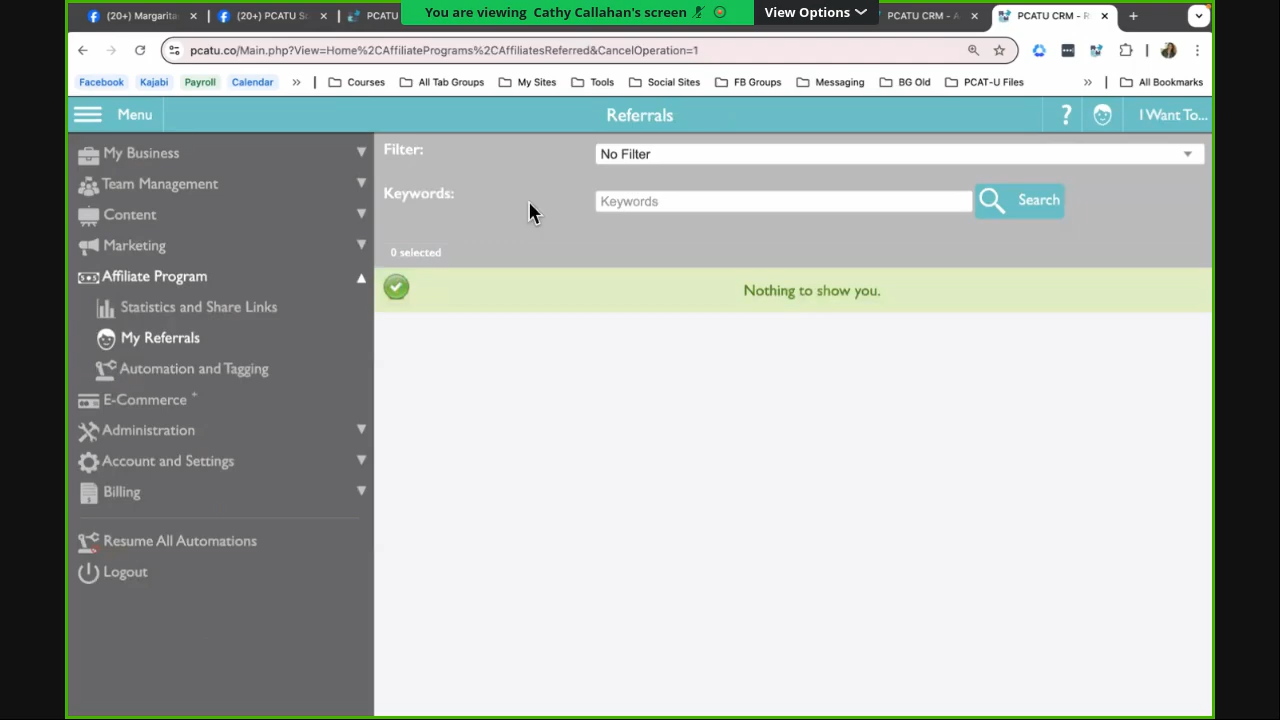 You are viewing Cathy Callahan's screen
View Options
(20+) Margarita
(20+) PCATU S
PCATU
PCATU CRM - A
PCATU CRM - R
pcatu.co/Main.php?View=Home%2CAffiliatePrograms%2CAffiliatesReferred&CancelOperation=1
Facebook
Kajabi
Payroll
Calendar
»
Courses
All Tab Groups
My Sites
Tools
Social Sites
FB Groups
Messaging
BG Old
PCAT-U Files
»
All Bookmarks
Menu
Referrals
?
I Want To...
My Business
Team Management
Content
Marketing
Affiliate Program
Statistics and Share Links
My Referrals
Automation and Tagging
E-Commerce +
Administration
Account and Settings
Billing
Resume All Automations
Logout
Filter:
No Filter
Keywords:
Keywords
Search
0 selected
Nothing to show you.